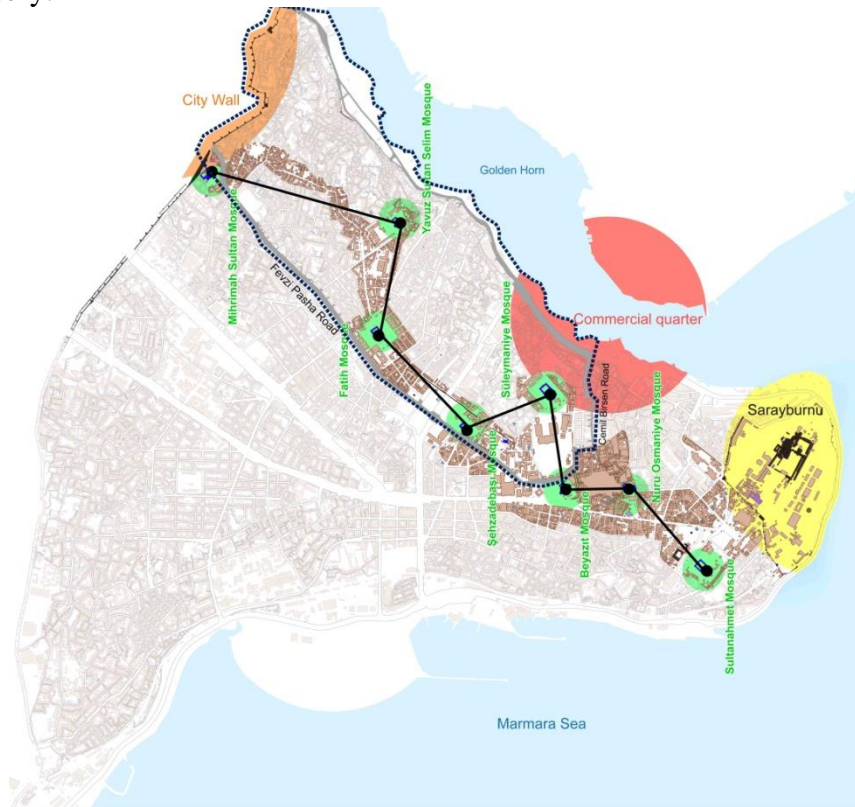 City Wall
Mihrimah Sultan Mosque
Yavuz Sultan Selim Mosque
Golden Horn
Fevzi Pasha Road
Fatih Mosque
Süleymaniye Mosque
Commercial quarter
Cemil Birsen Road
Nuru Osmaniye Mosque
Sarayburnu
Şehzadebaşı Mosque
Beyazıt Mosque
Sultanahmet Mosque
Marmara Sea